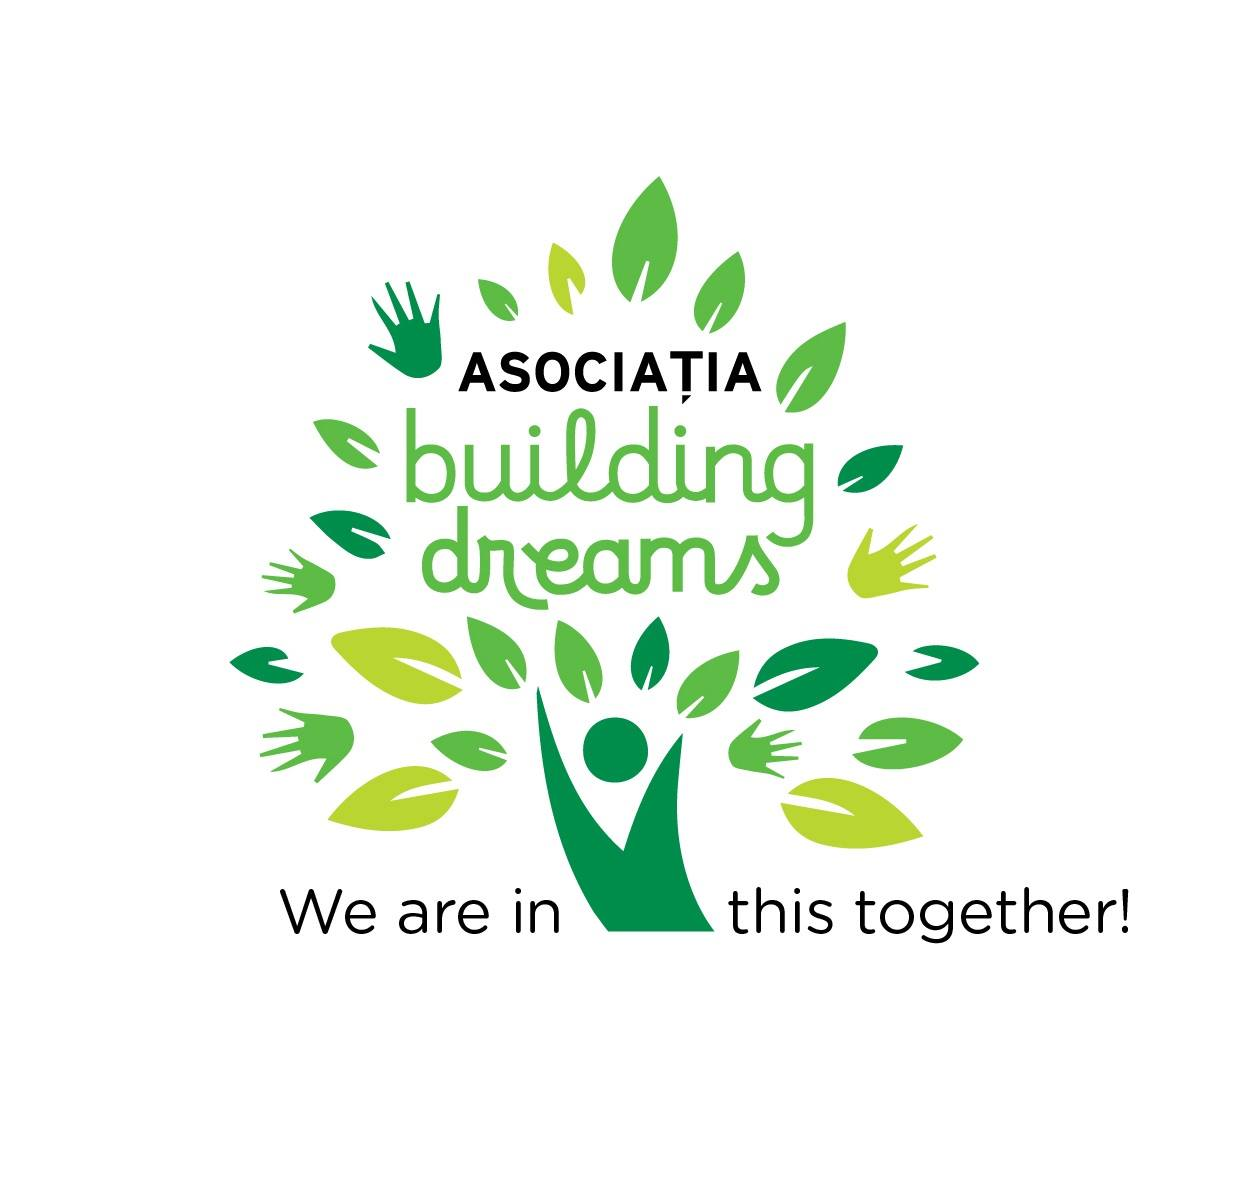 ASOCIAȚIA
building
dreams
We are in this together!